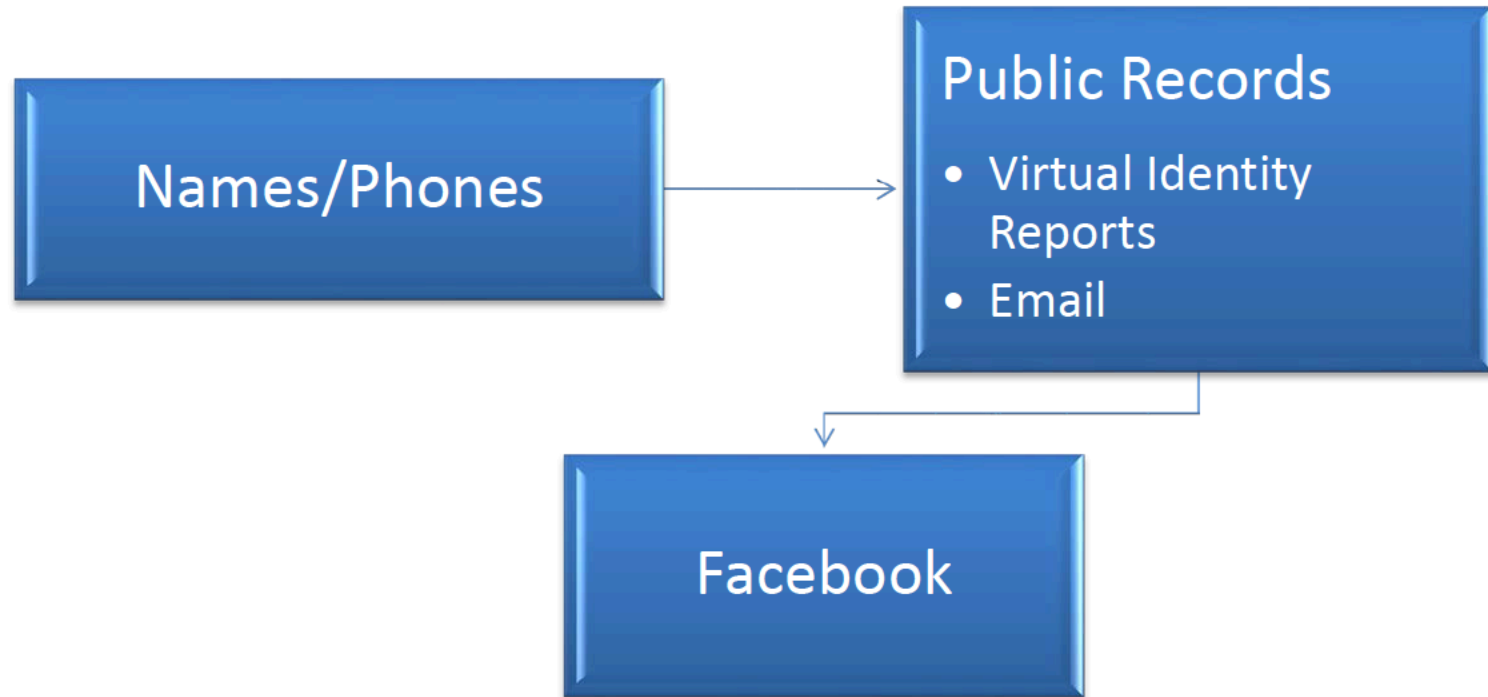 Names/Phones
Public Records
• Virtual Identity
Reports
• Email
Facebook